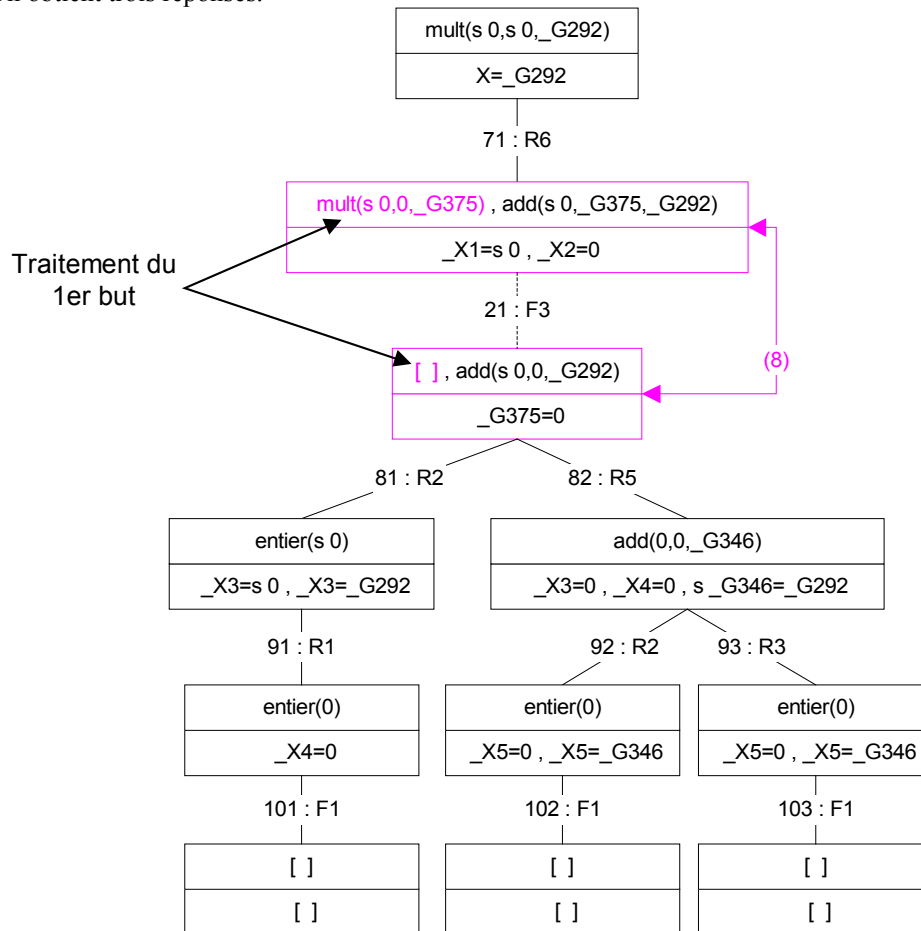 on obtient trois réponses.
mult(s 0,s 0,_G292)
X=_G292
71 : R6
mult(s 0,0,_G375) , add(s 0,_G375,_G292)
_X1=s 0 , _X2=0
Traitement du
1er but
21 : F3
(8)
[ ] , add(s 0,0,_G292)
_G375=0
81 : R2
82 : R5
entier(s 0)
add(0,0,_G346)
_X3=s 0 , _X3=_G292
_X3=0 , _X4=0 , s _G346=_G292
91 : R1
92 : R2
93 : R3
entier(0)
entier(0)
entier(0)
_X4=0
_X5=0 , _X5=_G346
_X5=0 , _X5=_G346
101 : F1
102 : F1
103 : F1
[ ]
[ ]
[ ]
[ ]
[ ]
[ ]